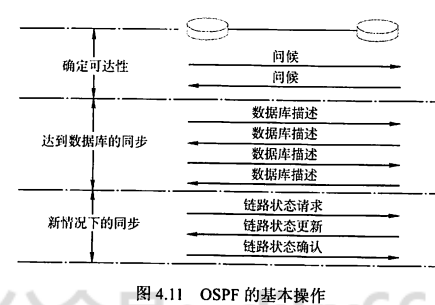 确定可达性
问候
问候
达到数据库的同步
数据库描述
数据库描述
数据库描述
数据库描述
新情况下的同步
链路状态请求
链路状态更新
链路状态确认
图 4.11 OSPF 的基本操作